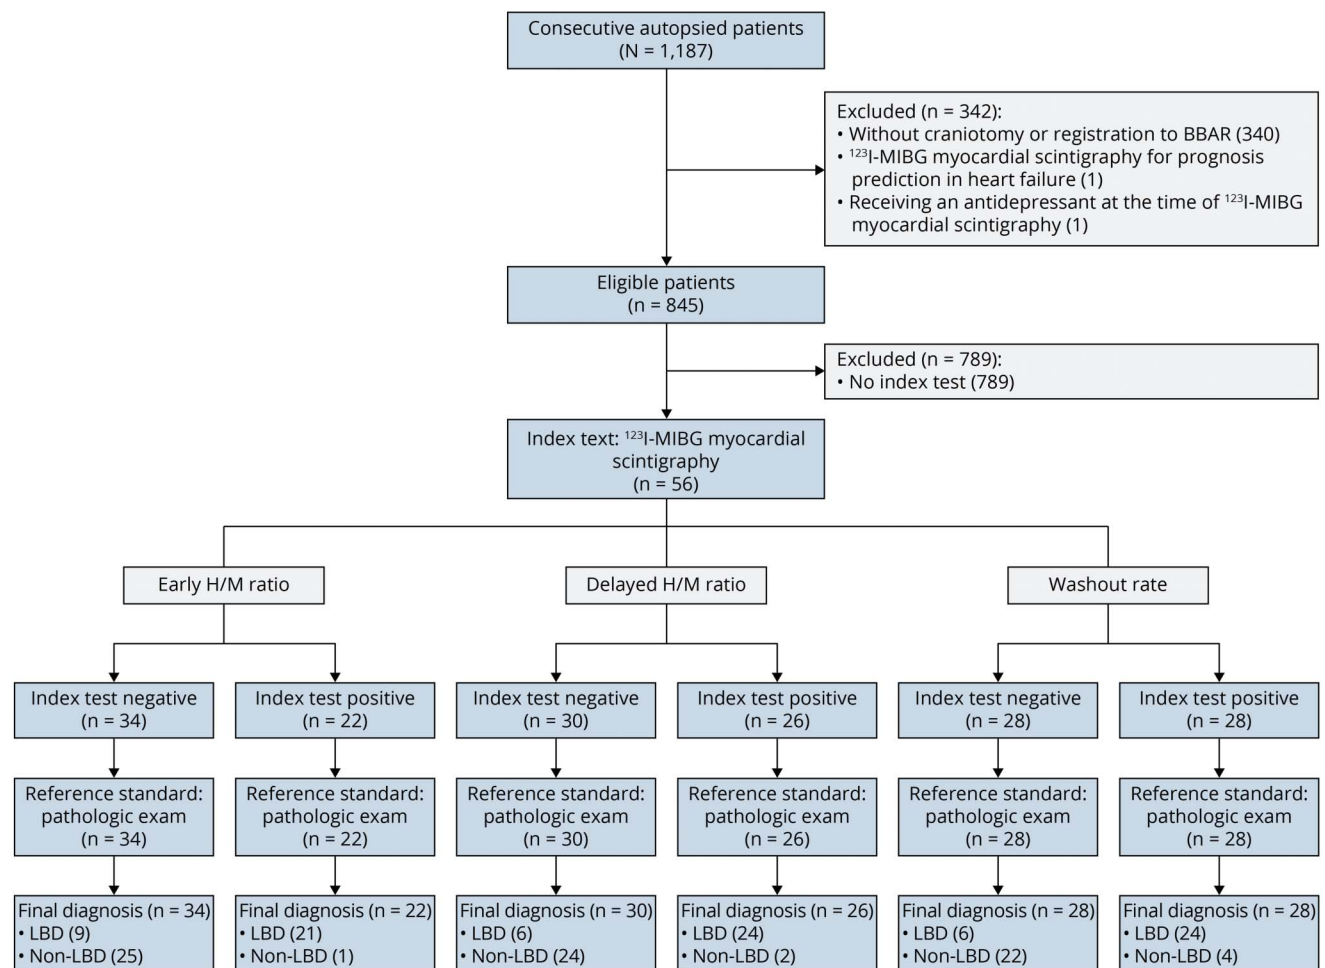 Consecutive autopsied patients
(N = 1,187)
Excluded (n = 342):
• Without craniotomy or registration to BBAR (340)
• ¹²³I-MIBG myocardial scintigraphy for prognosis
prediction in heart failure (1)
• Receiving an antidepressant at the time of ¹²³I-MIBG
myocardial scintigraphy (1)
Eligible patients
(n = 845)
Excluded (n = 789):
• No index test (789)
Index text: ¹²³I-MIBG myocardial
scintigraphy
(n = 56)
Early H/M ratio
Delayed H/M ratio
Washout rate
Index test negative
(n = 34)
Index test positive
(n = 22)
Index test negative
(n = 30)
Index test positive
(n = 26)
Index test negative
(n = 28)
Index test positive
(n = 28)
Reference standard:
pathologic exam
(n = 34)
Reference standard:
pathologic exam
(n = 22)
Reference standard:
pathologic exam
(n = 30)
Reference standard:
pathologic exam
(n = 26)
Reference standard:
pathologic exam
(n = 28)
Reference standard:
pathologic exam
(n = 28)
Final diagnosis (n = 34)
• LBD (9)
• Non-LBD (25)
Final diagnosis (n = 22)
• LBD (21)
• Non-LBD (1)
Final diagnosis (n = 30)
• LBD (6)
• Non-LBD (24)
Final diagnosis (n = 26)
• LBD (24)
• Non-LBD (2)
Final diagnosis (n = 28)
• LBD (6)
• Non-LBD (22)
Final diagnosis (n = 28)
• LBD (24)
• Non-LBD (4)